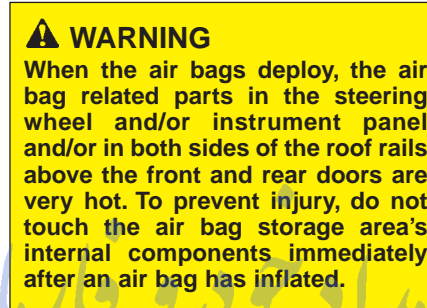 WARNING
When the air bags deploy, the air
bag related parts in the steering
wheel and/or instrument panel
and/or in both sides of the roof rails
above the front and rear doors are
very hot. To prevent injury, do not
touch the air bag storage area's
internal components immediately
after an air bag has inflated.